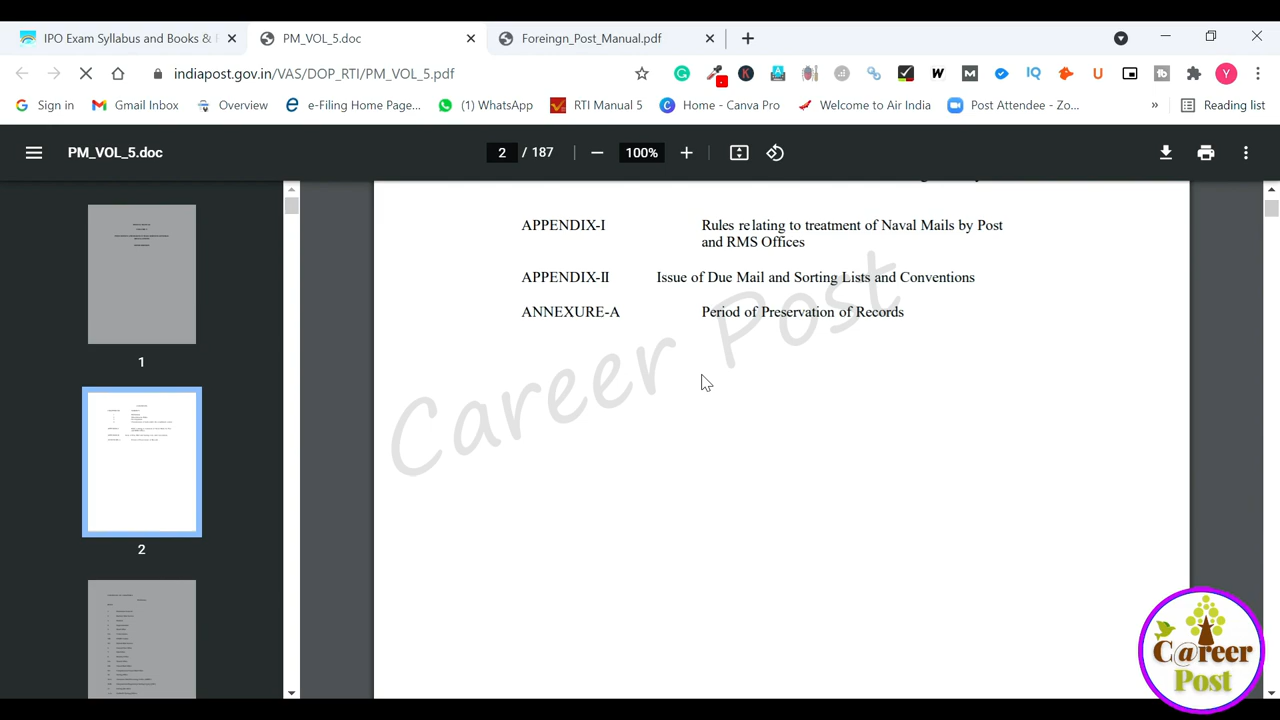 IPO Exam Syllabus and Books &
PM_VOL_5.doc
Foreingn_Post_Manual.pdf
indiapost.gov.in/VAS/DOP_RTI/PM_VOL_5.pdf
Sign in
Gmail Inbox
Overview
e-Filing Home Page...
(1) WhatsApp
RTI Manual 5
Home - Canva Pro
Welcome to Air India
Post Attendee - Zo...
»
Reading list
PM_VOL_5.doc
2 / 187
100%
APPENDIX-I Rules relating to treatment of Naval Mails by Post
and RMS Offices
APPENDIX-II Issue of Due Mail and Sorting Lists and Conventions
ANNEXURE-A Period of Preservation of Records
Career Post
1
2
C@reer
Post